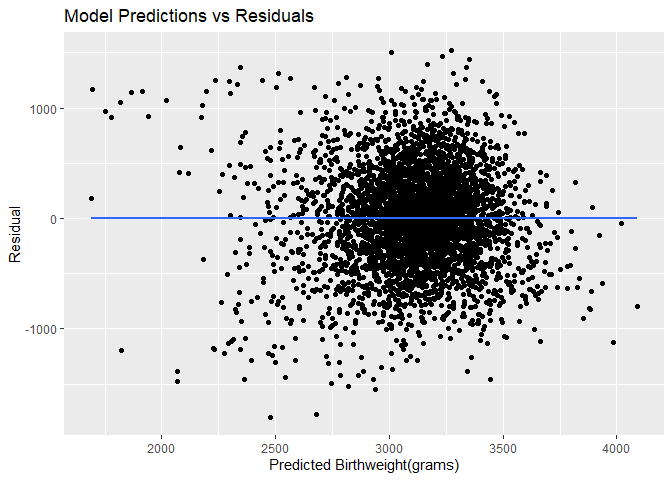 Model Predictions vs Residuals
1000
0
-1000
Residual
2000 2500 3000 3500 4000
Predicted Birthweight(grams)